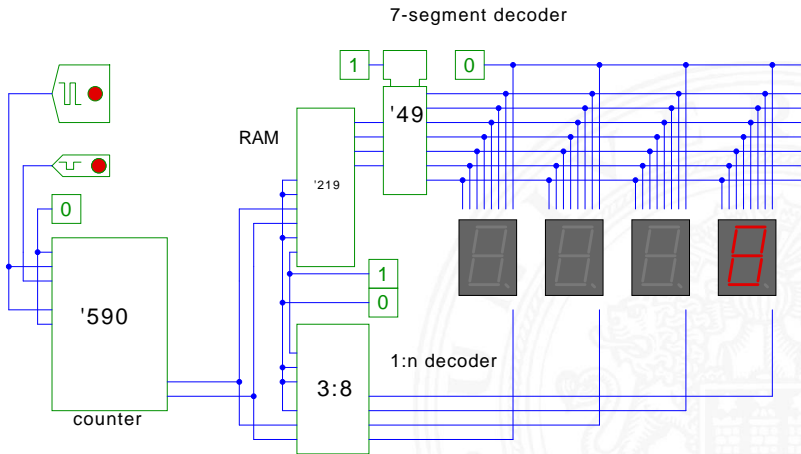 7-segment decoder
1
0
'49
RAM
'219
0
1
0
'590
1:n decoder
3:8
counter